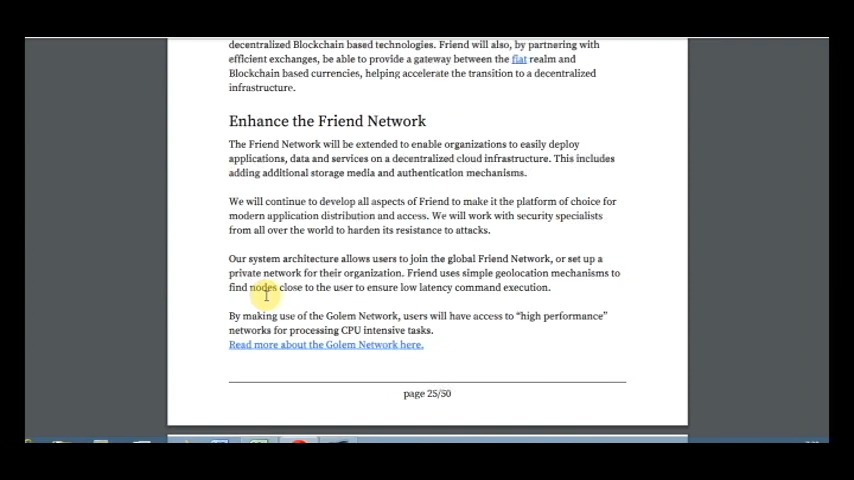 decentralized Blockchain based technologies. Friend will also, by partnering with
efficient exchanges, be able to provide a gateway between the fiat realm and
Blockchain based currencies, helping accelerate the transition to a decentralized
infrastructure.
Enhance the Friend Network
The Friend Network will be extended to enable organizations to easily deploy
applications, data and services on a decentralized cloud infrastructure. This includes
adding additional storage media and authentication mechanisms.
We will continue to develop all aspects of Friend to make it the platform of choice for
modern application distribution and access. We will work with security specialists
from all over the world to harden its resistance to attacks.
Our system architecture allows users to join the global Friend Network, or set up a
private network for their organization. Friend uses simple geolocation mechanisms to
find nodes close to the user to ensure low latency command execution.
By making use of the Golem Network, users will have access to “high performance”
networks for processing CPU intensive tasks.
Read more about the Golem Network here.
page 25/50